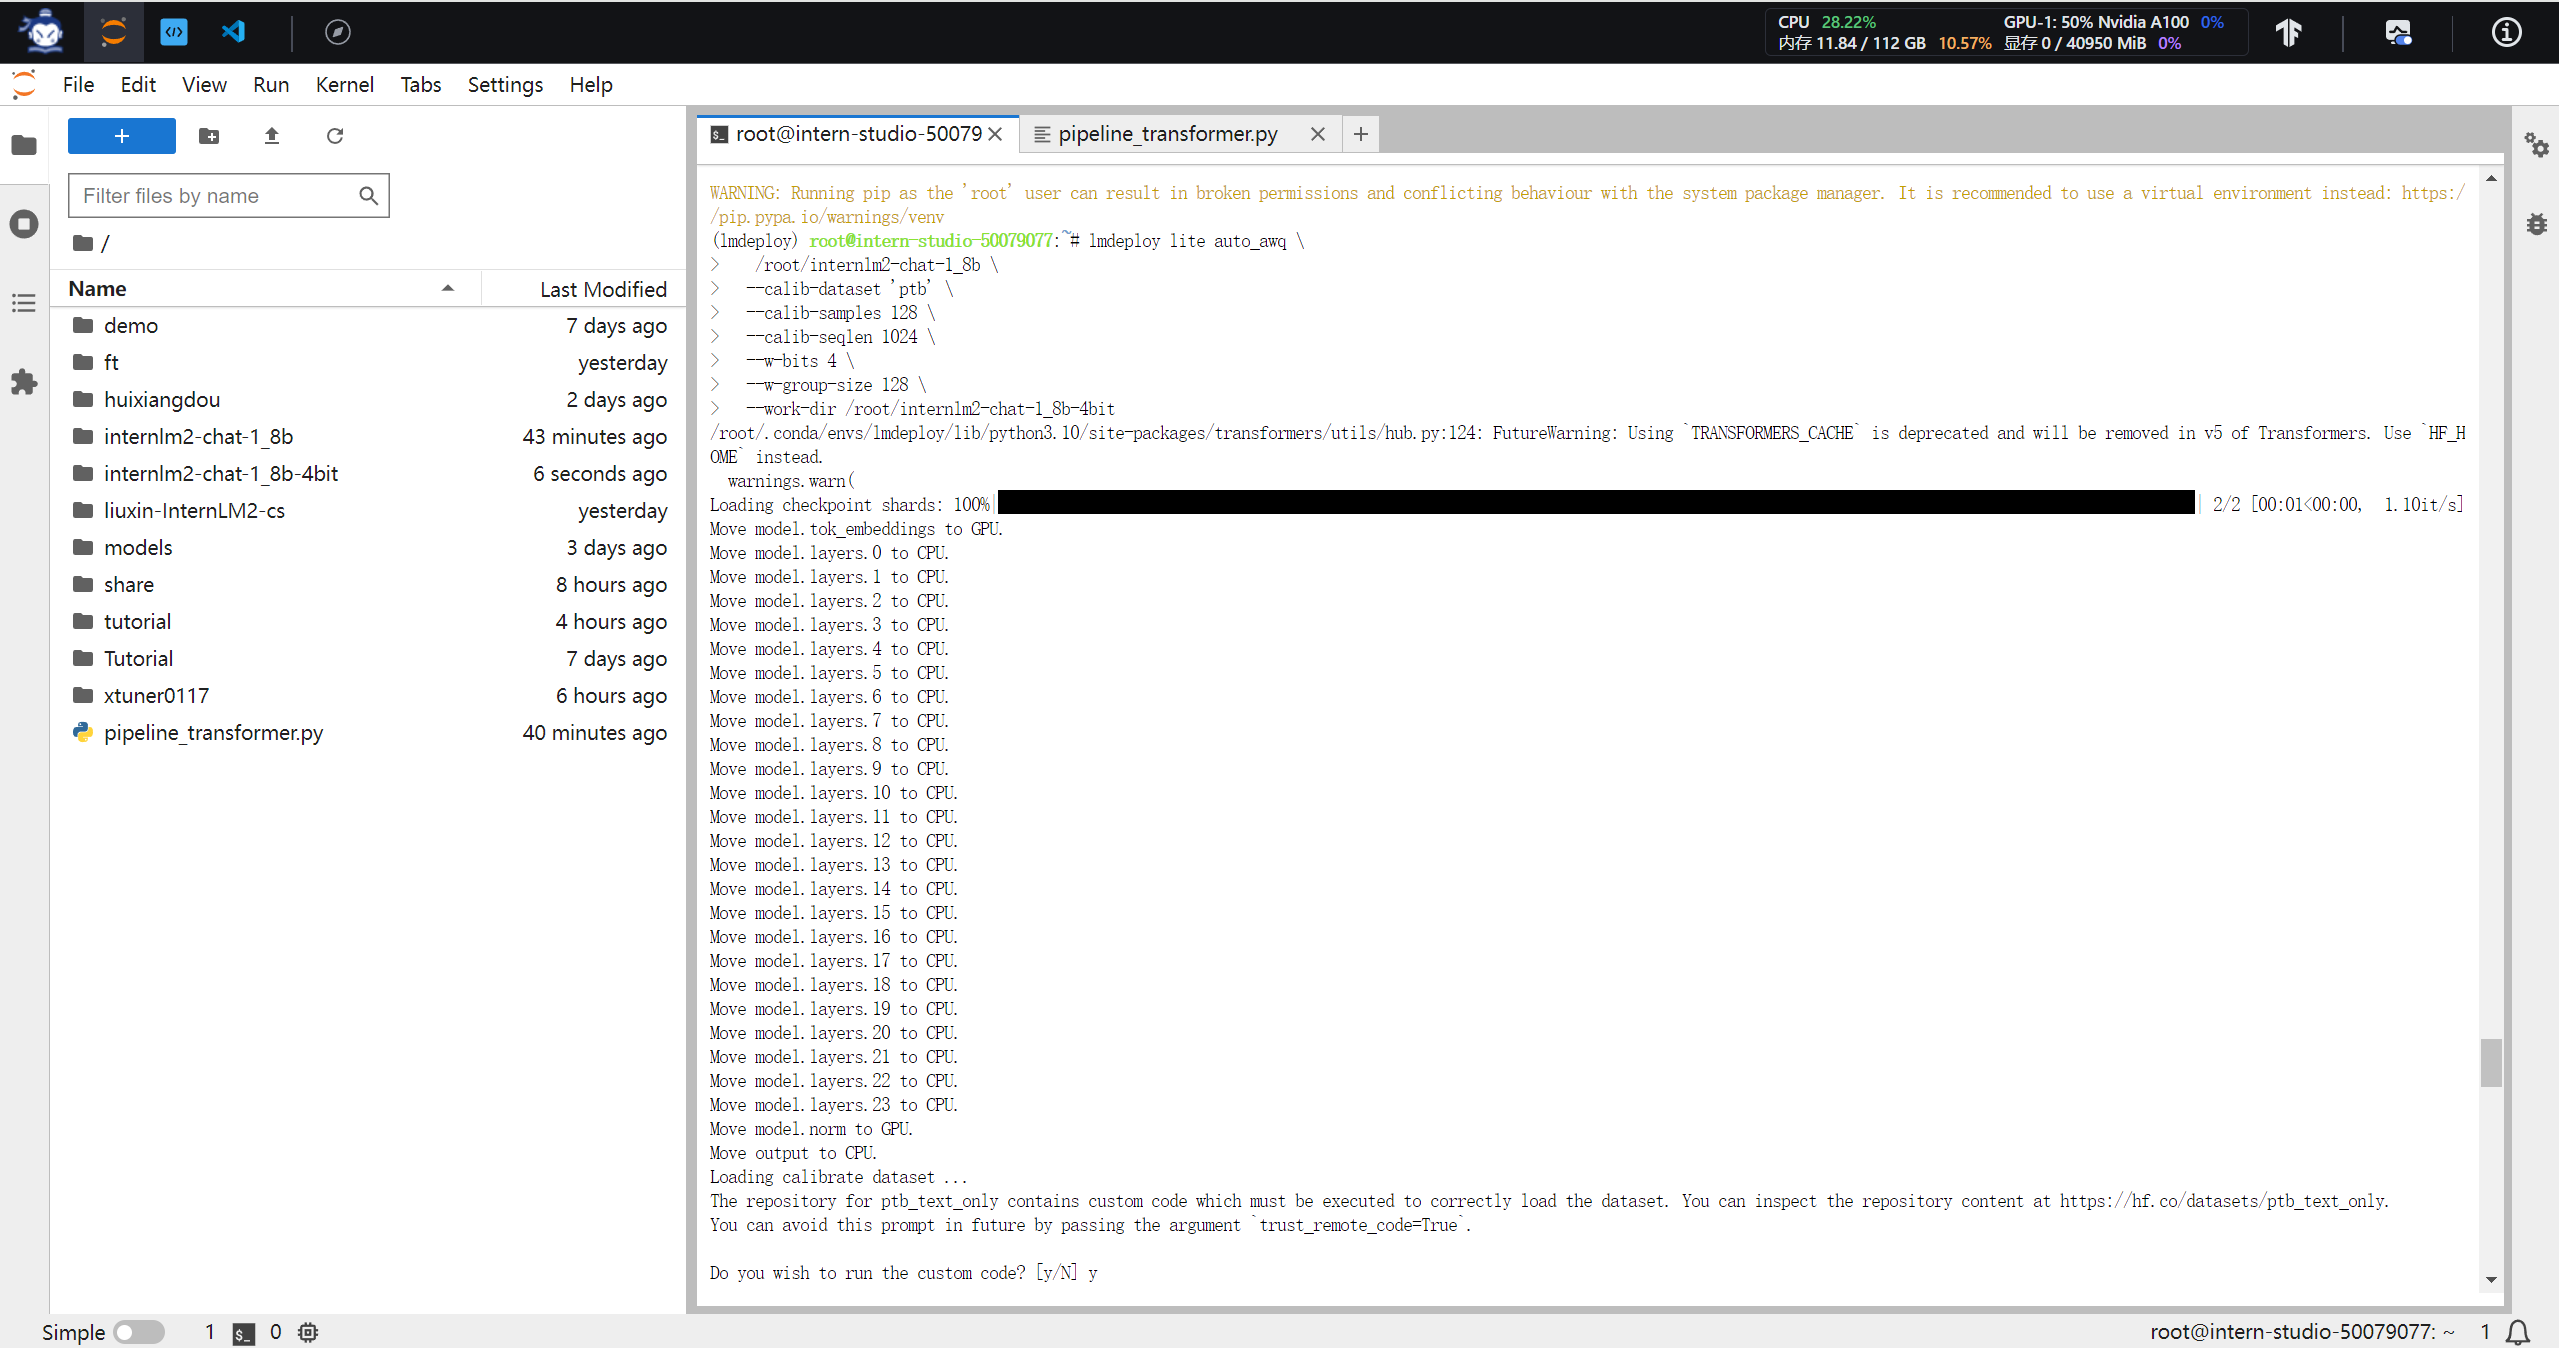 CPU 28.22% GPU-1: 50% Nvidia A100 0%
内存 11.84 / 112 GB 10.57% 显存 0 / 40950 MiB 0%
File Edit View Run Kernel Tabs Settings Help
root@intern-studio-50079
pipeline_transformer.py
Filter files by name
/
Name Last Modified
demo 7 days ago
ft yesterday
huixiangdou 2 days ago
internlm2-chat-1_8b 43 minutes ago
internlm2-chat-1_8b-4bit 6 seconds ago
liuxin-InternLM2-cs yesterday
models 3 days ago
share 8 hours ago
tutorial 4 hours ago
Tutorial 7 days ago
xtuner0117 6 hours ago
pipeline_transformer.py 40 minutes ago
WARNING: Running pip as the 'root' user can result in broken permissions and conflicting behaviour with the system package manager. It is recommended to use a virtual environment instead: https:/
/pip.pypa.io/warnings/venv
(lmdeploy) root@intern-studio-50079077:~# lmdeploy lite auto_awq \
> /root/internlm2-chat-1_8b \
> --calib-dataset 'ptb' \
> --calib-samples 128 \
> --calib-seqlen 1024 \
> --w-bits 4 \
> --w-group-size 128 \
> --work-dir /root/internlm2-chat-1_8b-4bit
/root/.conda/envs/lmdeploy/lib/python3.10/site-packages/transformers/utils/hub.py:124: FutureWarning: Using `TRANSFORMERS_CACHE` is deprecated and will be removed in v5 of Transformers. Use `HF_H
OME` instead.
warnings.warn(
Loading checkpoint shards: 100%| | 2/2 [00:01<00:00, 1.10it/s]
Move model.tok_embeddings to GPU.
Move model.layers.0 to CPU.
Move model.layers.1 to CPU.
Move model.layers.2 to CPU.
Move model.layers.3 to CPU.
Move model.layers.4 to CPU.
Move model.layers.5 to CPU.
Move model.layers.6 to CPU.
Move model.layers.7 to CPU.
Move model.layers.8 to CPU.
Move model.layers.9 to CPU.
Move model.layers.10 to CPU.
Move model.layers.11 to CPU.
Move model.layers.12 to CPU.
Move model.layers.13 to CPU.
Move model.layers.14 to CPU.
Move model.layers.15 to CPU.
Move model.layers.16 to CPU.
Move model.layers.17 to CPU.
Move model.layers.18 to CPU.
Move model.layers.19 to CPU.
Move model.layers.20 to CPU.
Move model.layers.21 to CPU.
Move model.layers.22 to CPU.
Move model.layers.23 to CPU.
Move model.norm to GPU.
Move output to CPU.
Loading calibrate dataset ...
The repository for ptb_text_only contains custom code which must be executed to correctly load the dataset. You can inspect the repository content at https://hf.co/datasets/ptb_text_only.
You can avoid this prompt in future by passing the argument `trust_remote_code=True`.
Do you wish to run the custom code? [y/N] y
Simple 1 0 root@intern-studio-50079077: ~ 1